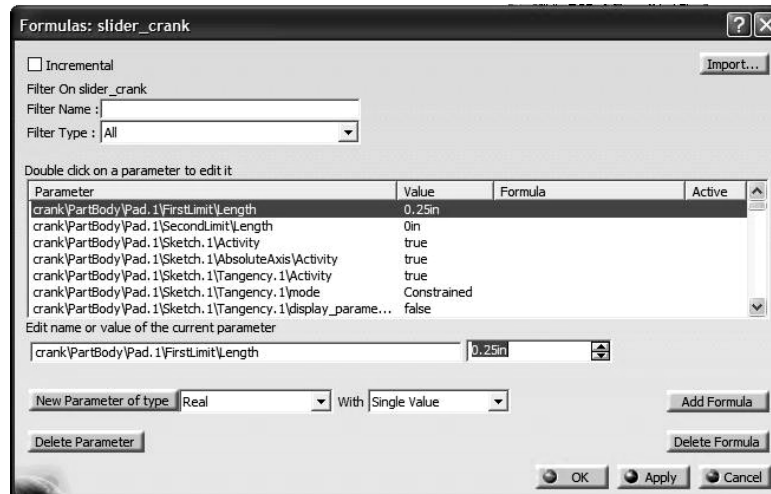 Formulas: slider_crank
?
X
Incremental
Import...
Filter On slider_crank
Filter Name :
Filter Type : All
Double click on a parameter to edit it
Parameter Value Formula Active
crank\PartBody\Pad.1\FirstLimit\Length 0.25in
crank\PartBody\Pad.1\SecondLimit\Length 0in
crank\PartBody\Pad.1\Sketch.1\Activity true
crank\PartBody\Pad.1\Sketch.1\AbsoluteAxis\Activity true
crank\PartBody\Pad.1\Sketch.1\Tangency.1\Activity true
crank\PartBody\Pad.1\Sketch.1\Tangency.1\mode Constrained
crank\PartBody\Pad.1\Sketch.1\Tangency.1\display_parame... false
Edit name or value of the current parameter
crank\PartBody\Pad.1\FirstLimit\Length 0.25in
New Parameter of type Real With Single Value Add Formula
Delete Parameter Delete Formula
OK Apply Cancel